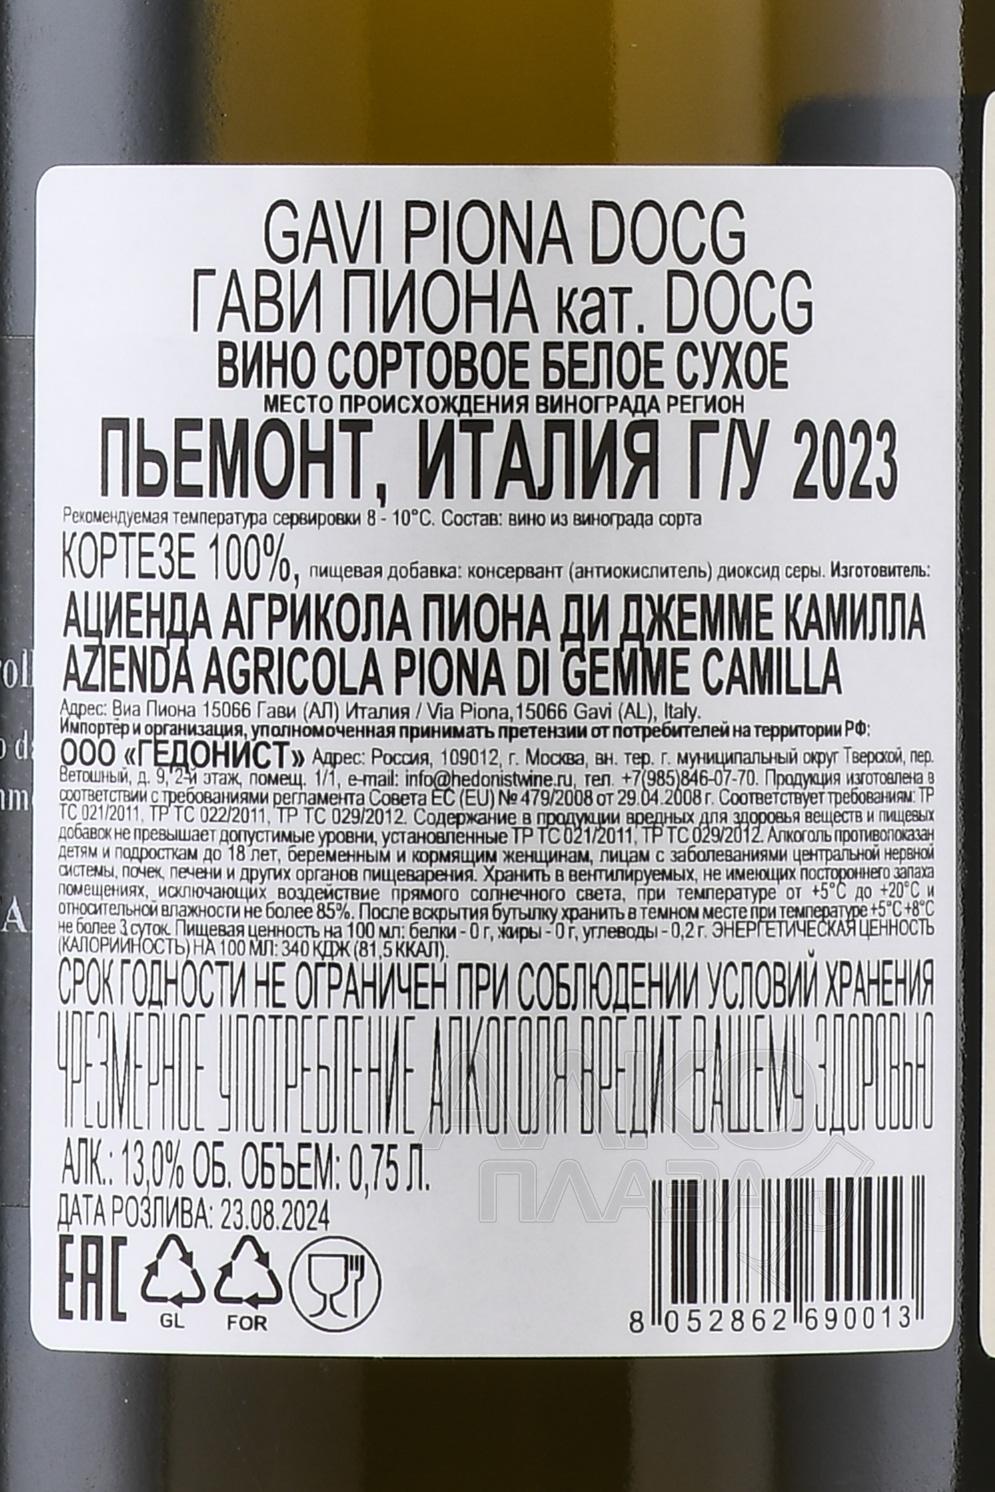 GAVI PIONA DOCG
ГАВИ ПИОНА кат. DOCG
ВИНО СОРТОВОЕ БЕЛОЕ СУХОЕ
МЕСТО ПРОИСХОЖДЕНИЯ ВИНОГРАДА РЕГИОН
ПЬЕМОНТ, ИТАЛИЯ Г/У 2023
Рекомендуемая температура сервировки 8 - 10°С. Состав: вино из винограда сорта
КОРТЕЗЕ 100%, пищевая добавка: консервант (антиокислитель) диоксид серы. Изготовитель:
АЦИЕНДА АГРИКОЛА ПИОНА ДИ ДЖЕММЕ КАМИЛЛА
AZIENDA AGRICOLA PIONA DI GEMME CAMILLA
Адрес: Виа Пиона 15066 Гави (АЛ) Италия / Via Piona,15066 Gavi (AL), Italy.
Импортёр и организация, уполномоченная принимать претензии от потребителей на территории РФ:
ООО «ГЕДОНИСТ» Адрес: Россия, 109012, г. Москва, вн. тер. г. муниципальный округ Тверской, пер.
Ветошный, д. 9, 2-й этаж, помещ. 1/1, e-mail: info@hedonistwine.ru, тел. +7(985)846-07-70. Продукция изготовлена в
соответствии с требованиями регламента Совета ЕС (EU) № 479/2008 от 29.04.2008 г. Соответствует требованиям: ТР
ТС 021/2011, ТР ТС 022/2011, ТР ТС 029/2012. Содержание в продукции вредных для здоровья веществ и пищевых
добавок не превышает допустимые уровни, установленные ТР ТС 021/2011, ТР ТС 029/2012. Алкоголь противопоказан
детям и подросткам до 18 лет, беременным и кормящим женщинам, лицам с заболеваниями центральной нервной
системы, почек, печени и других органов пищеварения. Хранить в вентилируемых, не имеющих постороннего запаха
помещениях, исключающих воздействие прямого солнечного света, при температуре от +5°С до +20°С и
относительной влажности не более 85%. После вскрытия бутылку хранить в темном месте при температуре +5°С +8°С
не более 3 суток. Пищевая ценность на 100 мл: белки - 0 г, жиры - 0 г, углеводы - 0,2 г. ЭНЕРГЕТИЧЕСКАЯ ЦЕННОСТЬ
(КАЛОРИЙНОСТЬ) НА 100 МЛ: 340 КДЖ (81,5 ККАЛ).
СРОК ГОДНОСТИ НЕ ОГРАНИЧЕН ПРИ СОБЛЮДЕНИИ УСЛОВИЙ ХРАНЕНИЯ
ЧРЕЗМЕРНОЕ УПОТРЕБЛЕНИЕ АЛКОГОЛЯ ВРЕДИТ ВАШЕМУ ЗДОРОВЬЮ
АЛКО
ПЛАЗА
АЛК.: 13,0% ОБ. ОБЪЕМ: 0,75 Л.
ДАТА РОЗЛИВА: 23.08.2024
EAC
GL
FOR
8 052862 690013